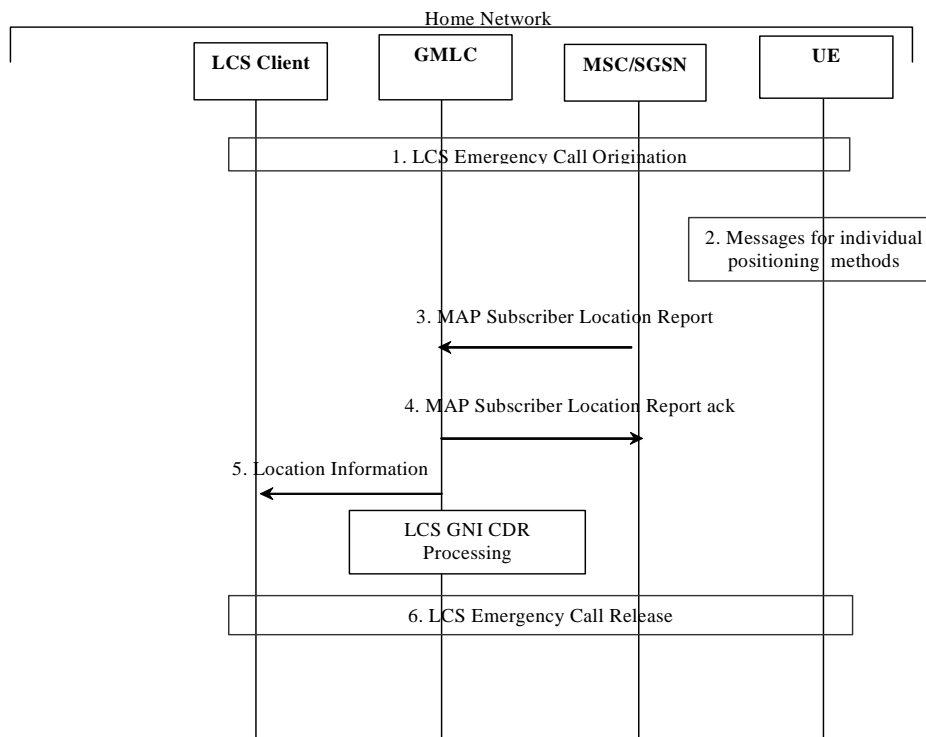 Home Network
LCS Client
GMLC
MSC/SGSN
UE
1. LCS Emergency Call Origination
2. Messages for individual
positioning methods
3. MAP Subscriber Location Report
4. MAP Subscriber Location Report ack
5. Location Information
LCS GNI CDR
Processing
6. LCS Emergency Call Release